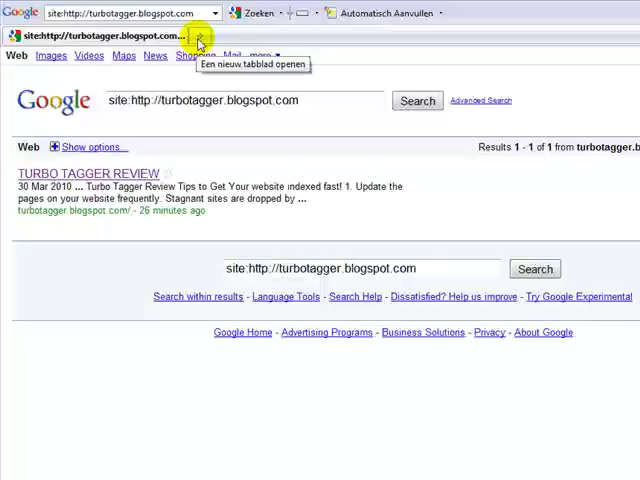 Google site:http://turbotagger.blogspot.com Zoeken Automatisch Aanvullen
site:http://turbotagger.blogspot.com...
Een nieuw tabblad openen
Web Images Videos Maps News Shopping Mail more
Google site:http://turbotagger.blogspot.com Search Advanced Search
Web Show options... Results 1 - 1 of 1 from turbotagger.b
TURBO TAGGER REVIEW
30 Mar 2010 ... Turbo Tagger Review Tips to Get Your website indexed fast! 1. Update the
pages on your website frequently. Stagnant sites are dropped by ...
turbotagger.blogspot.com/ - 26 minutes ago
site:http://turbotagger.blogspot.com Search
Search within results - Language Tools - Search Help - Dissatisfied? Help us improve - Try Google Experimental
Google Home - Advertising Programs - Business Solutions - Privacy - About Google